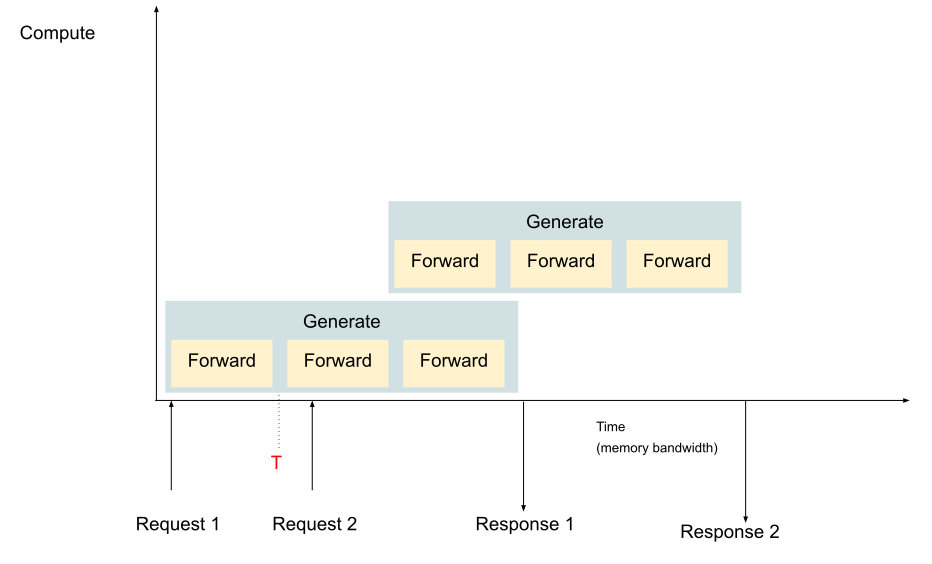 Compute
Generate
Forward Forward Forward
Generate
Forward Forward Forward
Time
(memory bandwidth)
T
Request 1 Request 2 Response 1 Response 2